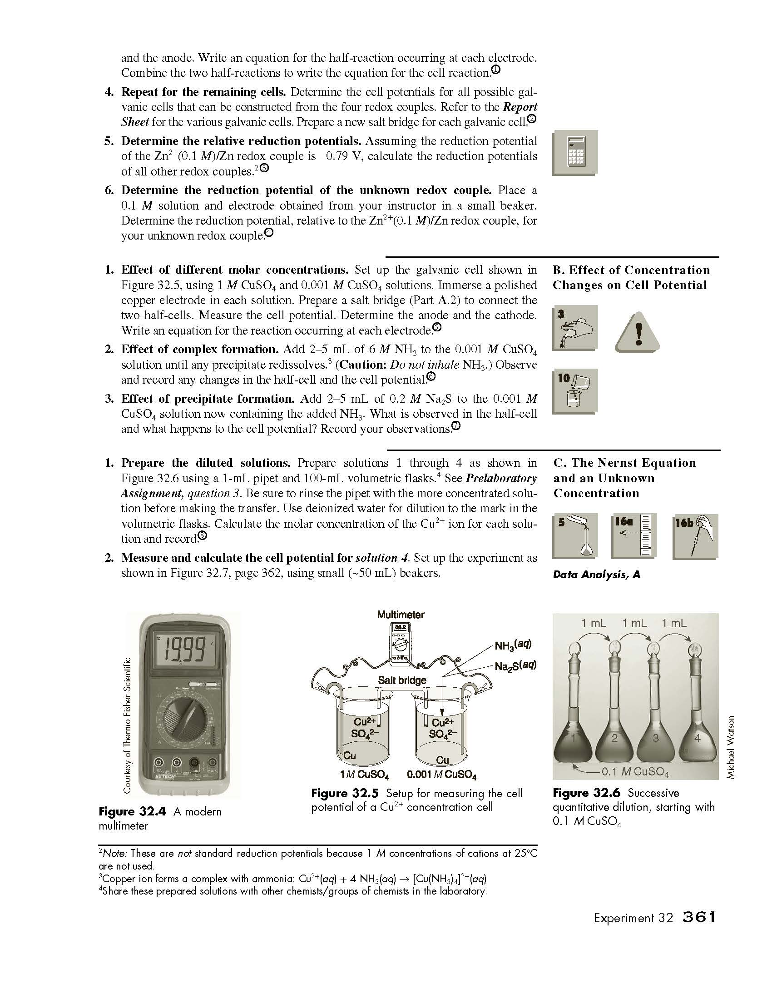 and the anode. Write an equation for the half-reaction occurring at each electrode.
Combine the two half-reactions to write the equation for the cell reaction.①
4. Repeat for the remaining cells. Determine the cell potentials for all possible gal-
vanic cells that can be constructed from the four redox couples. Refer to the Report
Sheet for the various galvanic cells. Prepare a new salt bridge for each galvanic cell.②
5. Determine the relative reduction potentials. Assuming the reduction potential
of the Zn²⁺(0.1 M)/Zn redox couple is –0.79 V, calculate the reduction potentials
of all other redox couples.²③
6. Determine the reduction potential of the unknown redox couple. Place a
0.1 M solution and electrode obtained from your instructor in a small beaker.
Determine the reduction potential, relative to the Zn²⁺(0.1 M)/Zn redox couple, for
your unknown redox couple.④
B. Effect of Concentration
Changes on Cell Potential
1. Effect of different molar concentrations. Set up the galvanic cell shown in
Figure 32.5, using 1 M CuSO₄ and 0.001 M CuSO₄ solutions. Immerse a polished
copper electrode in each solution. Prepare a salt bridge (Part A.2) to connect the
two half-cells. Measure the cell potential. Determine the anode and the cathode.
Write an equation for the reaction occurring at each electrode.⑤
2. Effect of complex formation. Add 2–5 mL of 6 M NH₃ to the 0.001 M CuSO₄
solution until any precipitate redissolves.³ (Caution: Do not inhale NH₃.) Observe
and record any changes in the half-cell and the cell potential.⑥
3. Effect of precipitate formation. Add 2–5 mL of 0.2 M Na₂S to the 0.001 M
CuSO₄ solution now containing the added NH₃. What is observed in the half-cell
and what happens to the cell potential? Record your observations.⑦
3
!
10
C. The Nernst Equation
and an Unknown
Concentration
1. Prepare the diluted solutions. Prepare solutions 1 through 4 as shown in
Figure 32.6 using a 1-mL pipet and 100-mL volumetric flasks.⁴ See Prelaboratory
Assignment, question 3. Be sure to rinse the pipet with the more concentrated solu-
tion before making the transfer. Use deionized water for dilution to the mark in the
volumetric flasks. Calculate the molar concentration of the Cu²⁺ ion for each solu-
tion and record.⑧
2. Measure and calculate the cell potential for solution 4. Set up the experiment as
shown in Figure 32.7, page 362, using small (~50 mL) beakers.
5
16a
16b
Data Analysis, A
Courtesy of Thermo Fisher Scientific
1999
V
10A A COM
EXTECH
Figure 32.4 A modern
multimeter
Multimeter
86.2
NH₃(aq)
Na₂S(aq)
Salt bridge
Cu²⁺
SO₄²⁻
Cu
1 M CuSO₄
Cu²⁺
SO₄²⁻
Cu
0.001 M CuSO₄
Figure 32.5 Setup for measuring the cell
potential of a Cu²⁺ concentration cell
1 mL 1 mL 1 mL
1 2 3 4
0.1 M CuSO₄
Michael Watson
Figure 32.6 Successive
quantitative dilution, starting with
0.1 M CuSO₄
²Note: These are not standard reduction potentials because 1 M concentrations of cations at 25°C
are not used.
³Copper ion forms a complex with ammonia: Cu²⁺(aq) + 4 NH₃(aq) → [Cu(NH₃)₄]²⁺(aq)
⁴Share these prepared solutions with other chemists/groups of chemists in the laboratory.
Experiment 32 361